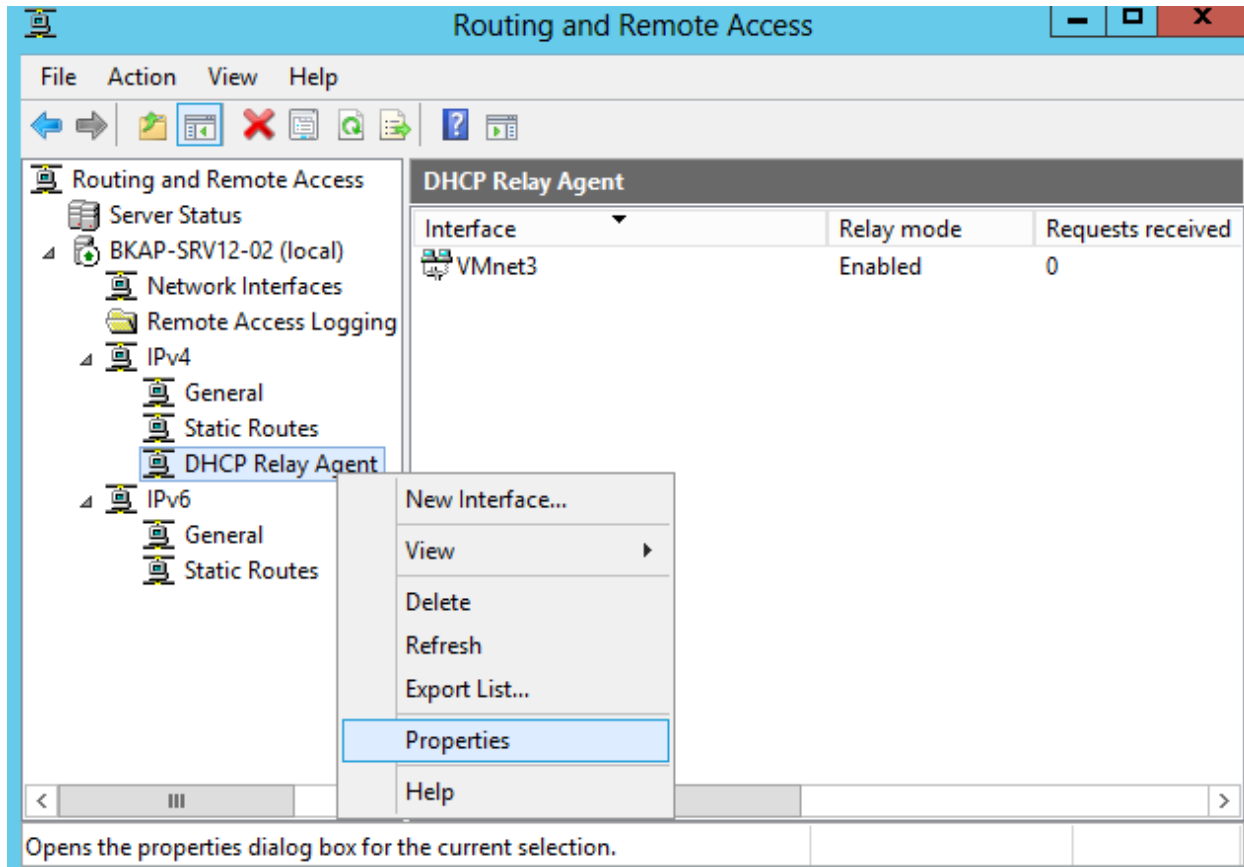 Routing and Remote Access
File Action View Help
Routing and Remote Access
Server Status
BKAP-SRV12-02 (local)
Network Interfaces
Remote Access Logging
IPv4
General
Static Routes
DHCP Relay Agent
IPv6
General
Static Routes
DHCP Relay Agent
Interface Relay mode Requests received
VMnet3 Enabled 0
New Interface...
View
Delete
Refresh
Export List...
Properties
Help
Opens the properties dialog box for the current selection.